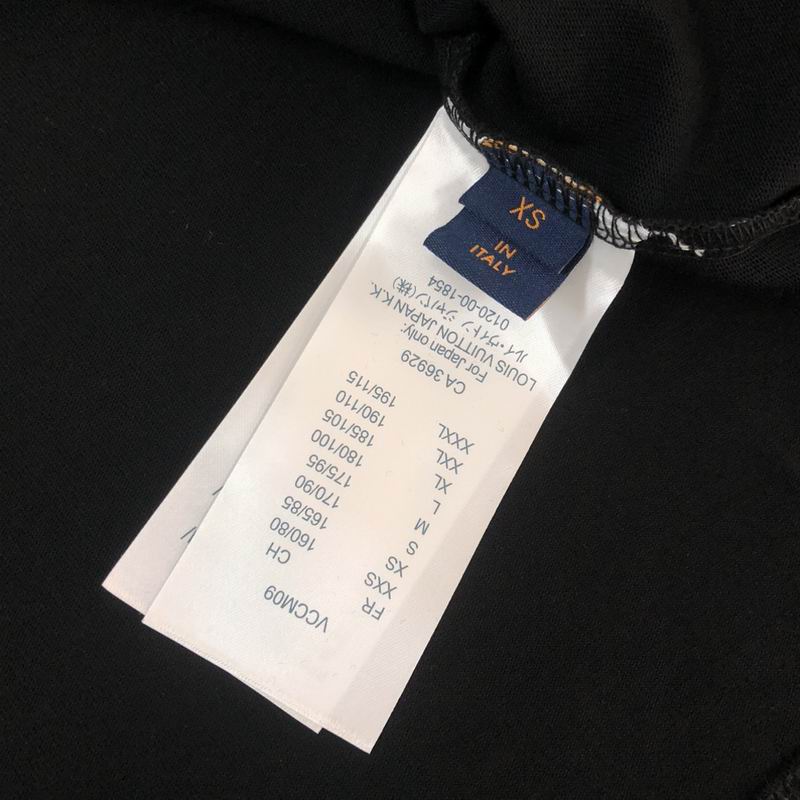 XS
IN
ITALY
VCCM09
FR CH
XXS 160/80
XS 165/85
S 170/90
M 175/95
L 180/100
XL 185/105
XXL 190/110
XXXL 195/115
CA 36929
For Japan only:
LOUIS VUITTON JAPAN K.K.
ルイ・ヴィトン ジャパン(株)
0120-00-1854